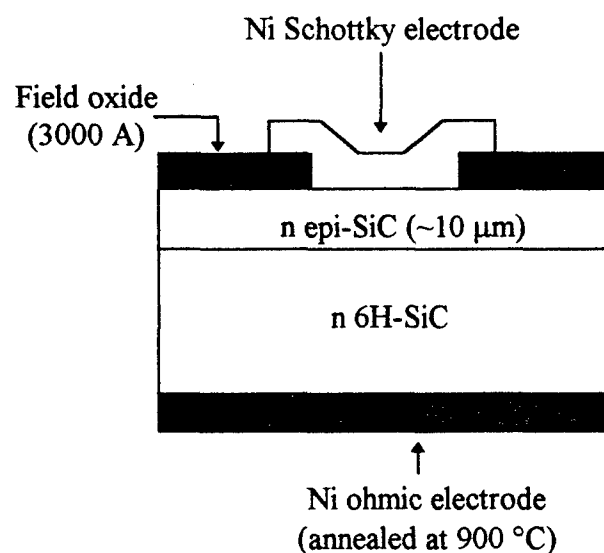 Ni Schottky electrode
Field oxide
(3000 A)
n epi-SiC (~10 μm)
n 6H-SiC
Ni ohmic electrode
(annealed at 900 °C)